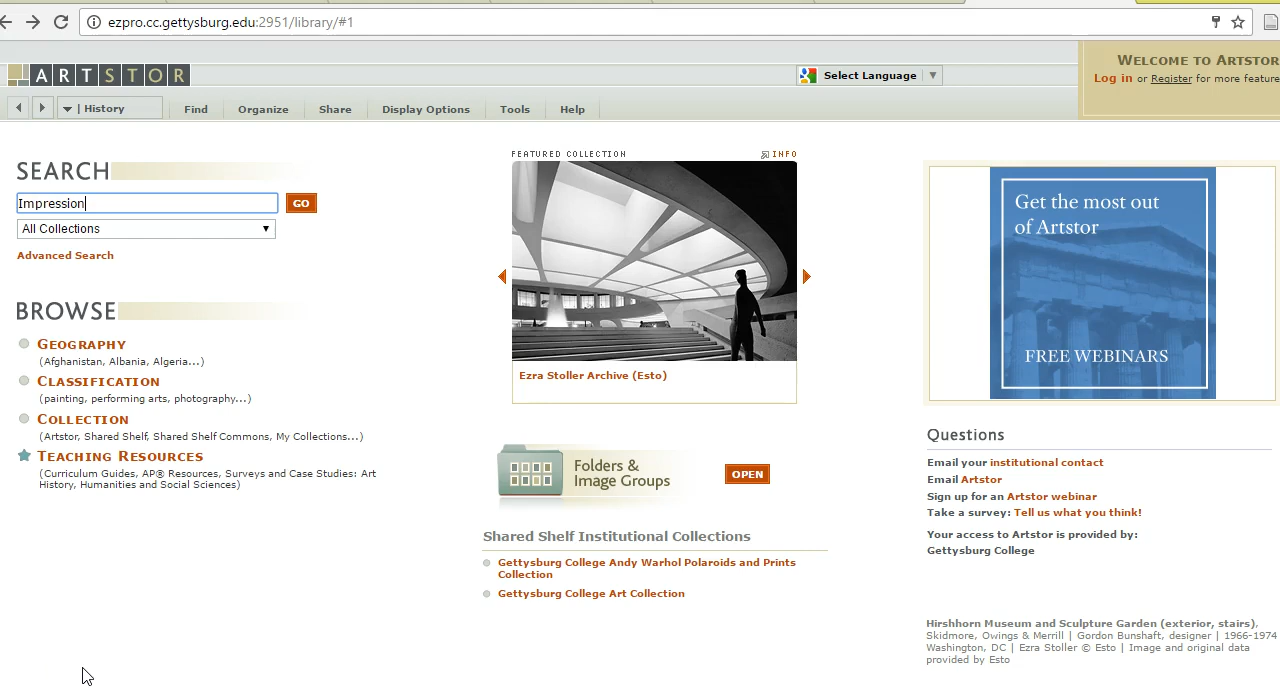 ezpro.cc.gettysburg.edu:2951/library/#1
ARTSTOR
Select Language
WELCOME TO ARTSTOR
Log in or Register for more feature
History
Find
Organize
Share
Display Options
Tools
Help
SEARCH
Impression
GO
All Collections
Advanced Search
BROWSE
GEOGRAPHY
(Afghanistan, Albania, Algeria...)
CLASSIFICATION
(painting, performing arts, photography...)
COLLECTION
(Artstor, Shared Shelf, Shared Shelf Commons, My Collections...)
TEACHING RESOURCES
(Curriculum Guides, AP® Resources, Surveys and Case Studies: Art
History, Humanities and Social Sciences)
FEATURED COLLECTION
INFO
Ezra Stoller Archive (Esto)
Folders &
Image Groups
OPEN
Shared Shelf Institutional Collections
Gettysburg College Andy Warhol Polaroids and Prints
Collection
Gettysburg College Art Collection
Get the most out
of Artstor
FREE WEBINARS
Questions
Email your institutional contact
Email Artstor
Sign up for an Artstor webinar
Take a survey: Tell us what you think!
Your access to Artstor is provided by:
Gettysburg College
Hirshhorn Museum and Sculpture Garden (exterior, stairs),
Skidmore, Owings & Merrill | Gordon Bunshaft, designer | 1966-1974
Washington, DC | Ezra Stoller © Esto | Image and original data
provided by Esto